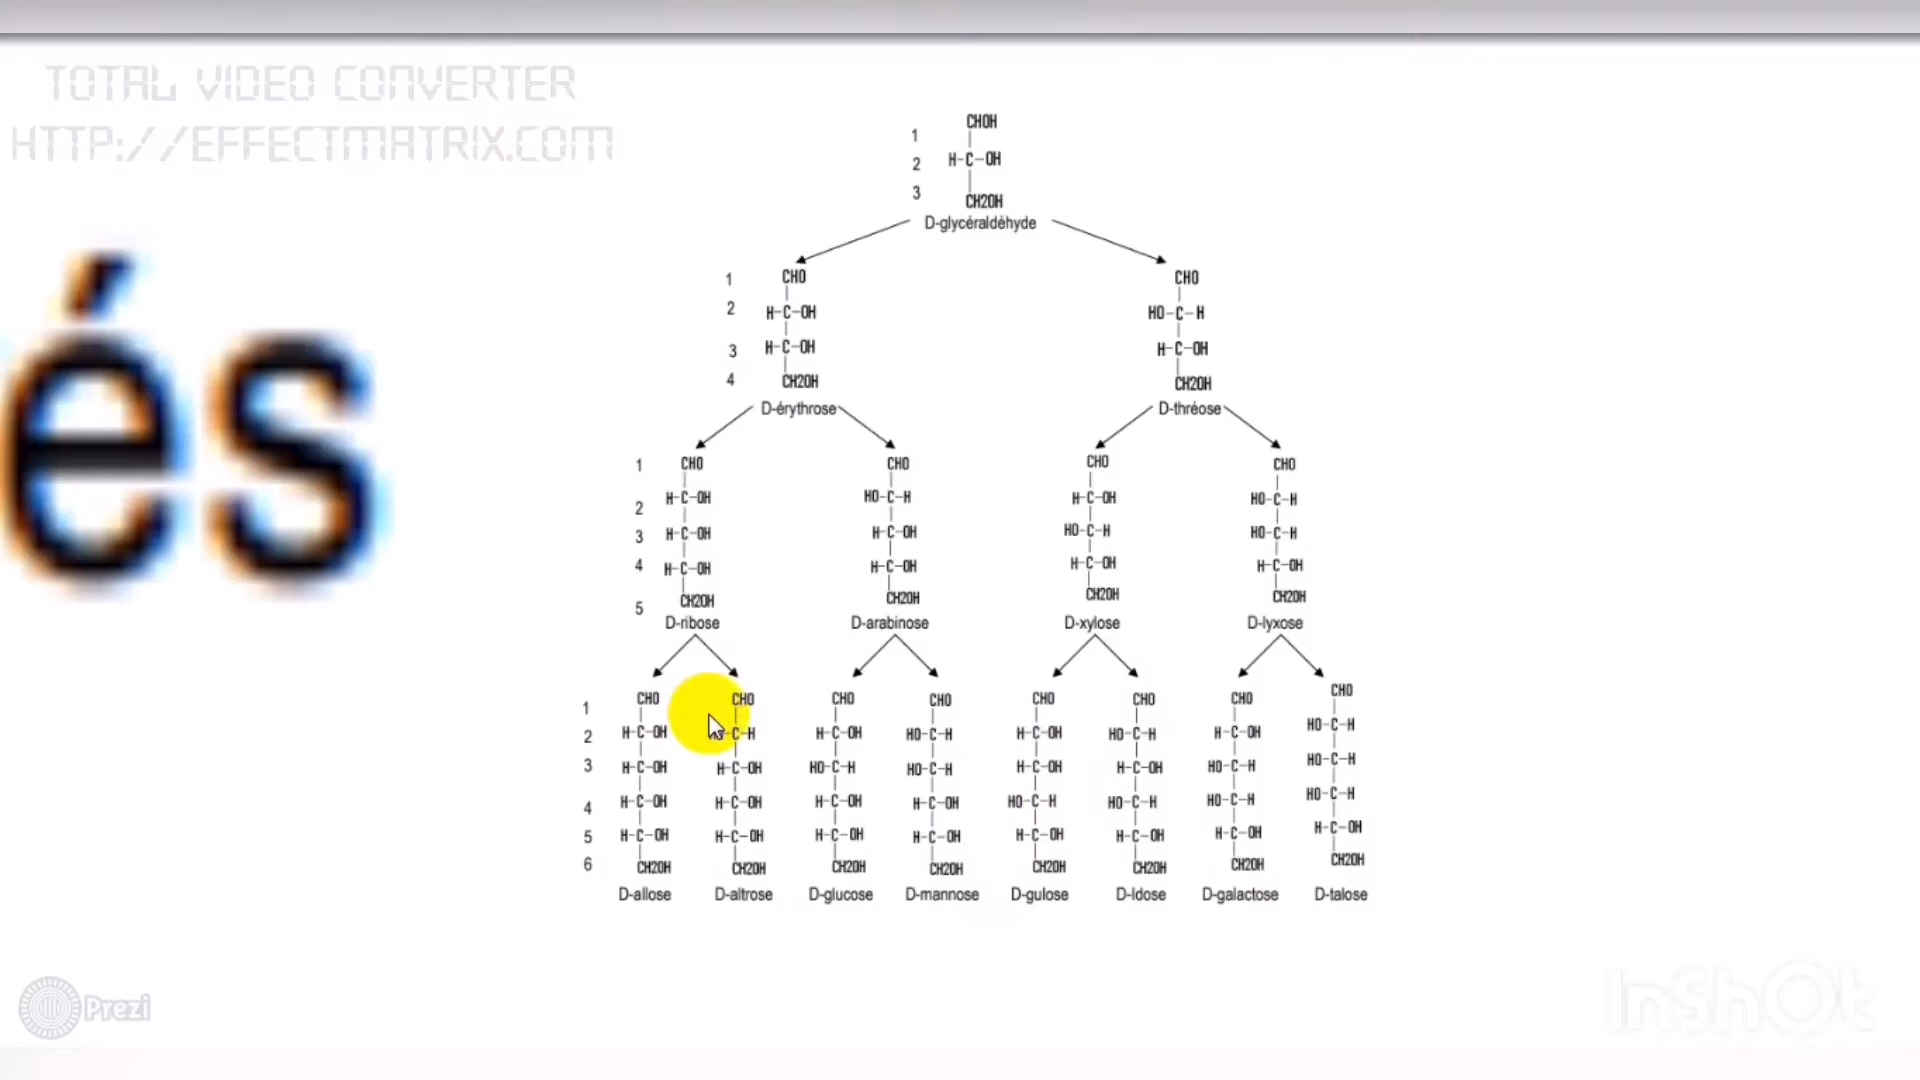 TOTAL VIDEO CONVERTER
HTTP://EFFECTMATRIX.COM
és
CHOH
1
H-C-OH
2
3
CH2OH
D-glycéraldéhyde
1 CHO CHO
2 H-C-OH HO-C-H
3 H-C-OH H-C-OH
4 CH2OH CH2OH
D-érythrose D-thréose
1 CHO CHO CHO CHO
2 H-C-OH HO-C-H H-C-OH HO-C-H
3 H-C-OH H-C-OH HO-C-H HO-C-H
4 H-C-OH H-C-OH H-C-OH H-C-OH
5 CH2OH CH2OH CH2OH CH2OH
D-ribose D-arabinose D-xylose D-lyxose
1 CHO CHO CHO CHO CHO CHO CHO CHO
2 H-C-OH C-H H-C-OH HO-C-H H-C-OH HO-C-H H-C-OH HO-C-H
3 H-C-OH H-C-OH HO-C-H HO-C-H H-C-OH H-C-OH HO-C-H HO-C-H
4 H-C-OH H-C-OH H-C-OH H-C-OH HO-C-H HO-C-H HO-C-H HO-C-H
5 H-C-OH H-C-OH H-C-OH H-C-OH H-C-OH H-C-OH H-C-OH H-C-OH
6 CH2OH CH2OH CH2OH CH2OH CH2OH CH2OH CH2OH CH2OH
D-allose D-altrose D-glucose D-mannose D-gulose D-Idose D-galactose D-talose
Prezi
InShOt